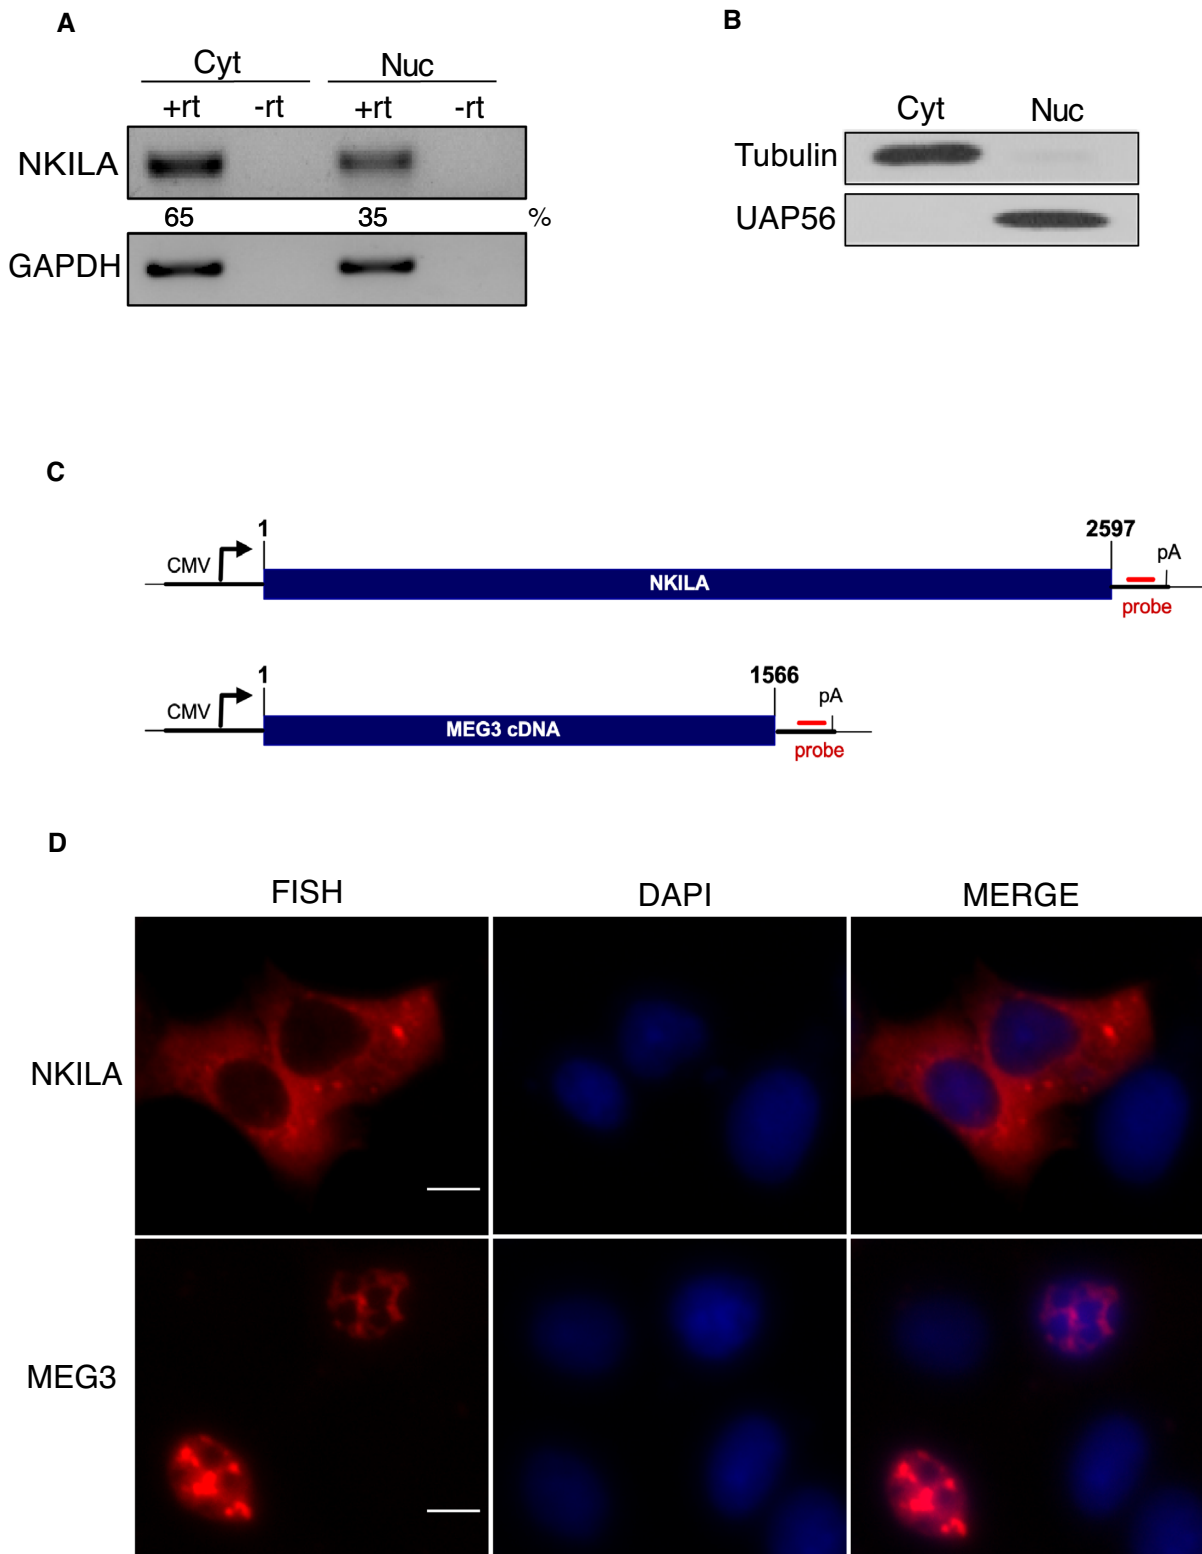 A
Cyt Nuc
+rt -rt +rt -rt
NKILA
65 35 %
GAPDH
B
Cyt Nuc
Tubulin
UAP56
C
1 2597
CMV NKILA pA
probe
1 1566
CMV MEG3 cDNA pA
probe
D
FISH DAPI MERGE
NKILA
MEG3